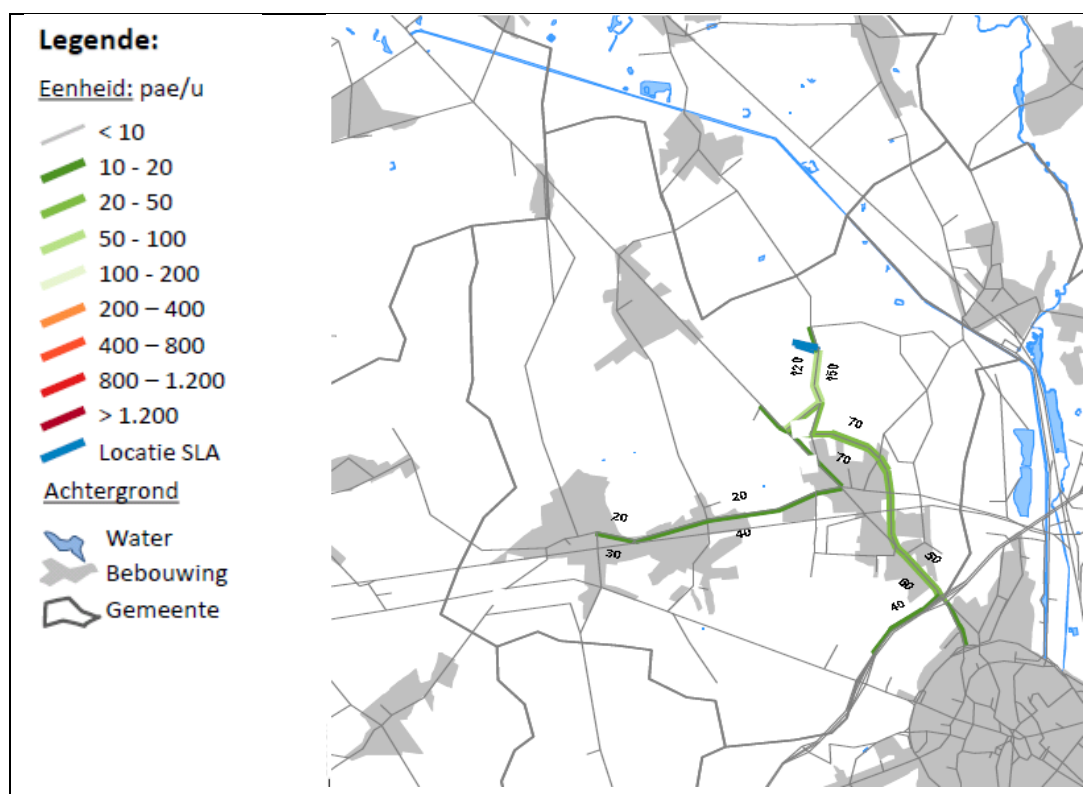 Legende:
Eenheid: pae/u
< 10
10 - 20
20 - 50
50 - 100
100 - 200
200 – 400
400 – 800
800 – 1.200
> 1.200
Locatie SLA
Achtergrond
Water
Bebouwing
Gemeente
120
150
70
70
20
20
40
30
50
60
40